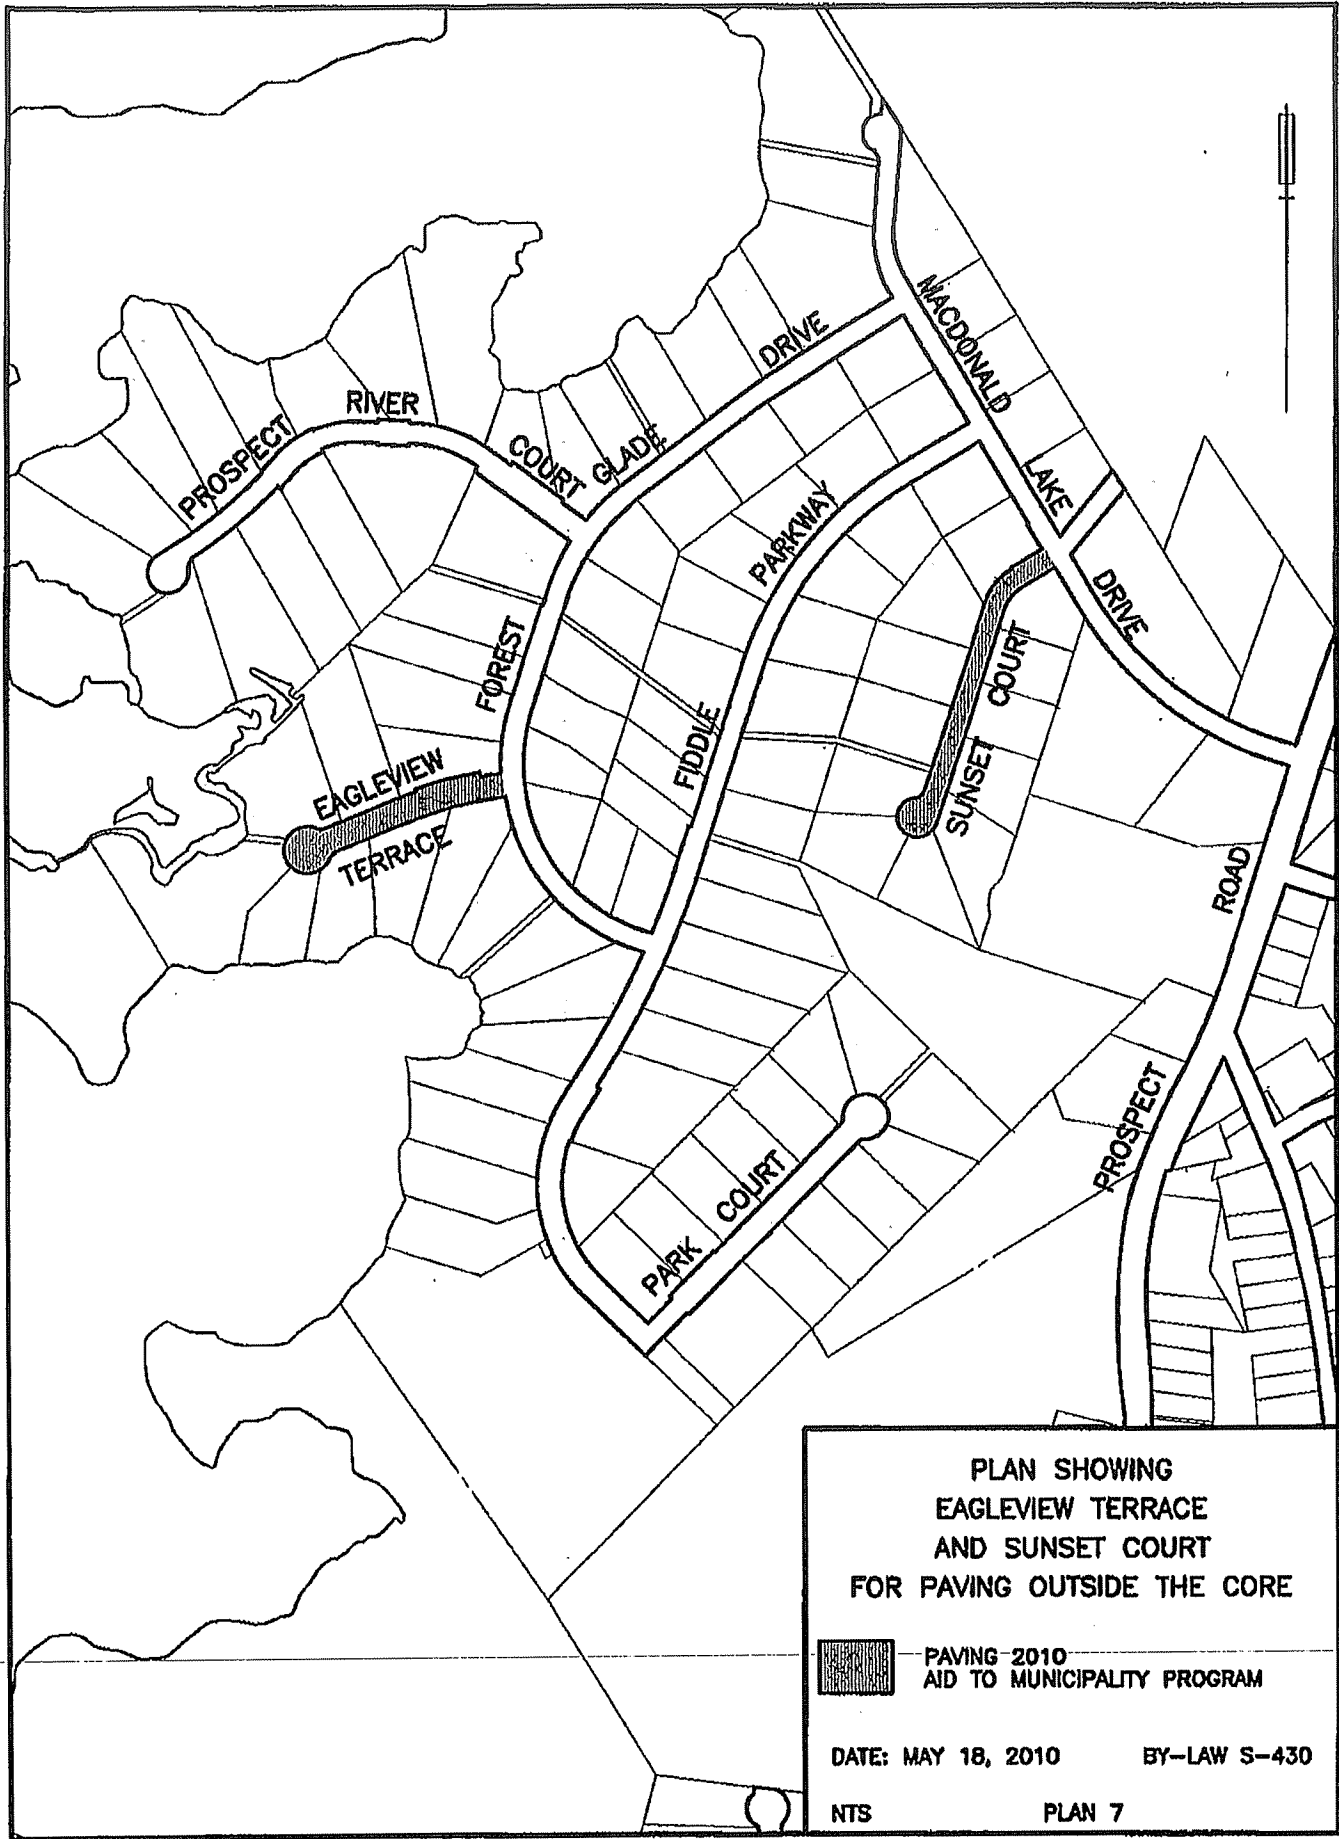 MACDONALD LAKE DRIVE
FOREST GLADE DRIVE
PROSPECT RIVER COURT
FIDDLE PARKWAY
SUNSET COURT
EAGLEVIEW
TERRACE
PARK COURT
PROSPECT ROAD
PLAN SHOWING
EAGLEVIEW TERRACE
AND SUNSET COURT
FOR PAVING OUTSIDE THE CORE
PAVING 2010
AID TO MUNICIPALITY PROGRAM
DATE: MAY 18, 2010 BY-LAW S-430
NTS PLAN 7